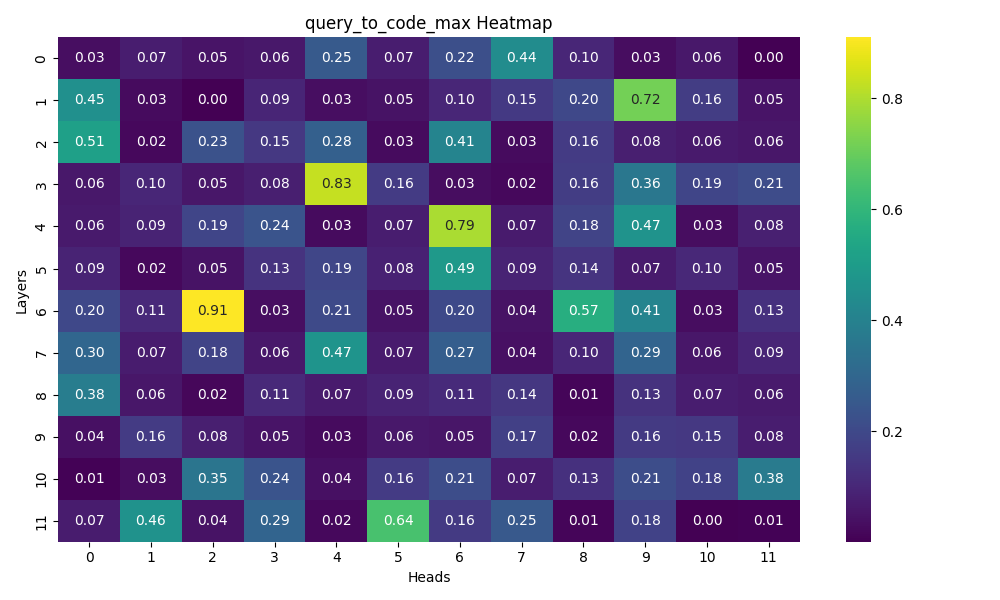 query_to_code_max Heatmap
0 0.03 0.07 0.05 0.06 0.25 0.07 0.22 0.44 0.10 0.03 0.06 0.00
1 0.45 0.03 0.00 0.09 0.03 0.05 0.10 0.15 0.20 0.72 0.16 0.05
2 0.51 0.02 0.23 0.15 0.28 0.03 0.41 0.03 0.16 0.08 0.06 0.06
3 0.06 0.10 0.05 0.08 0.83 0.16 0.03 0.02 0.16 0.36 0.19 0.21
4 0.06 0.09 0.19 0.24 0.03 0.07 0.79 0.07 0.18 0.47 0.03 0.08
5 0.09 0.02 0.05 0.13 0.19 0.08 0.49 0.09 0.14 0.07 0.10 0.05
6 0.20 0.11 0.91 0.03 0.21 0.05 0.20 0.04 0.57 0.41 0.03 0.13
7 0.30 0.07 0.18 0.06 0.47 0.07 0.27 0.04 0.10 0.29 0.06 0.09
8 0.38 0.06 0.02 0.11 0.07 0.09 0.11 0.14 0.01 0.13 0.07 0.06
9 0.04 0.16 0.08 0.05 0.03 0.06 0.05 0.17 0.02 0.16 0.15 0.08
10 0.01 0.03 0.35 0.24 0.04 0.16 0.21 0.07 0.13 0.21 0.18 0.38
11 0.07 0.46 0.04 0.29 0.02 0.64 0.16 0.25 0.01 0.18 0.00 0.01
0 1 2 3 4 5 6 7 8 9 10 11
Heads
Layers
0.8
0.6
0.4
0.2